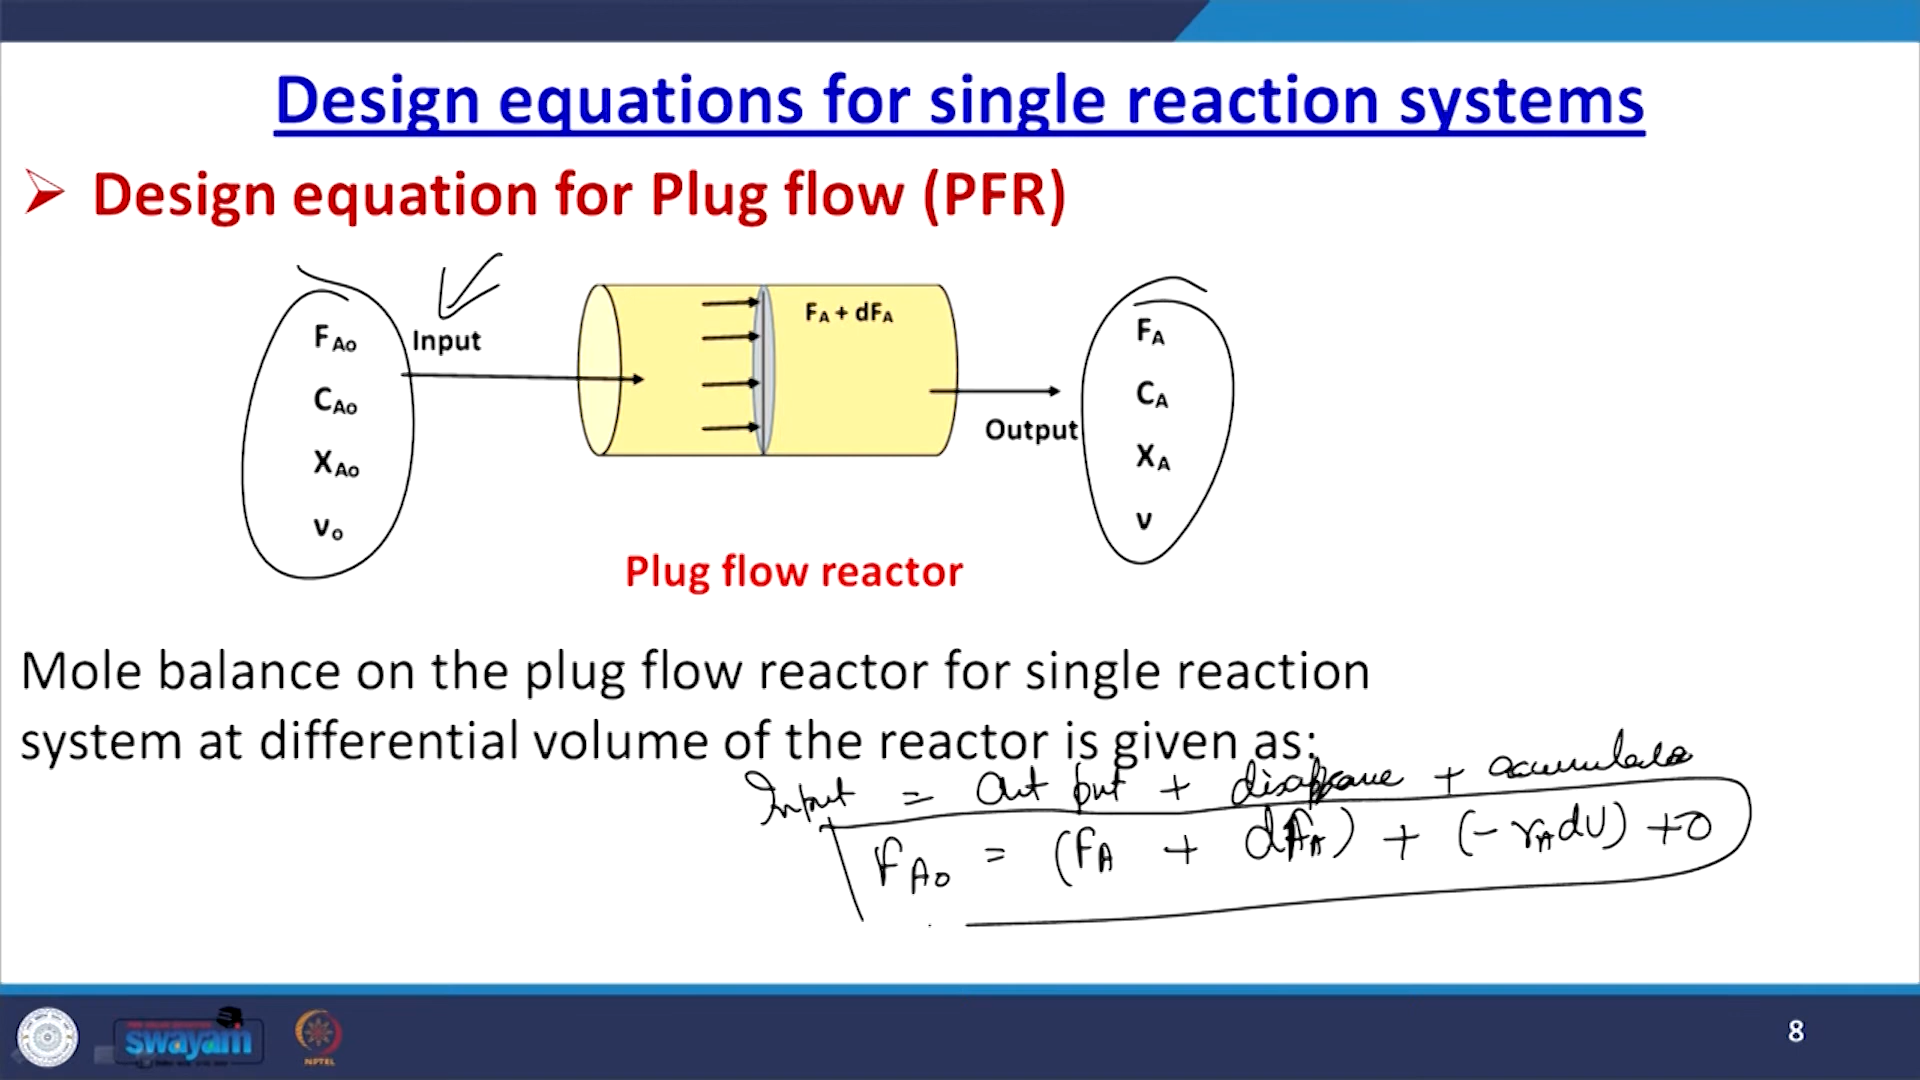 Design equations for single reaction systems
➢ Design equation for Plug flow (PFR)
FAo
CAo
XAo
vo
Input
FA + dFA
Output
FA
CA
XA
v
Plug flow reactor
Mole balance on the plug flow reactor for single reaction
system at differential volume of the reactor is given as:
Input = Out put + +
FAo = (FA + dFA) + (- rA dV) + 0
swayam
NPTEL
8